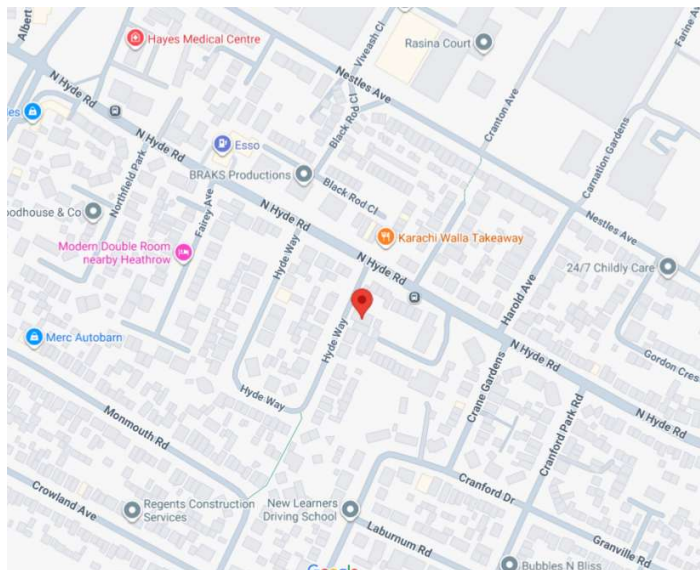 Albert
Hayes Medical Centre
Viveash Cl
Rasina Court
Farine Ave
N Hyde Rd
Nestles Ave
Cranton Ave
les
N Hyde Rd
Esso
Black Rod Cl
Carnation Gardens
BRAKS Productions
Northfield Park
Black Rod Cl
oodhouse & Co
Fairey Ave
N Hyde Rd
Nestles Ave
Modern Double Room
nearby Heathrow
Hyde Way
Karachi Walla Takeaway
N Hyde Rd
24/7 Childly Care
Harold Ave
Merc Autobarn
Hyde Way
Gordon Cres
Hyde Way
Crane Gardens
N Hyde Rd
Monmouth Rd
Cranford Park Rd
Crowland Ave
Regents Construction
Services
New Learners
Driving School
Cranford Dr
Laburnum Rd
Granville Rd
Bubbles N Bliss
Google